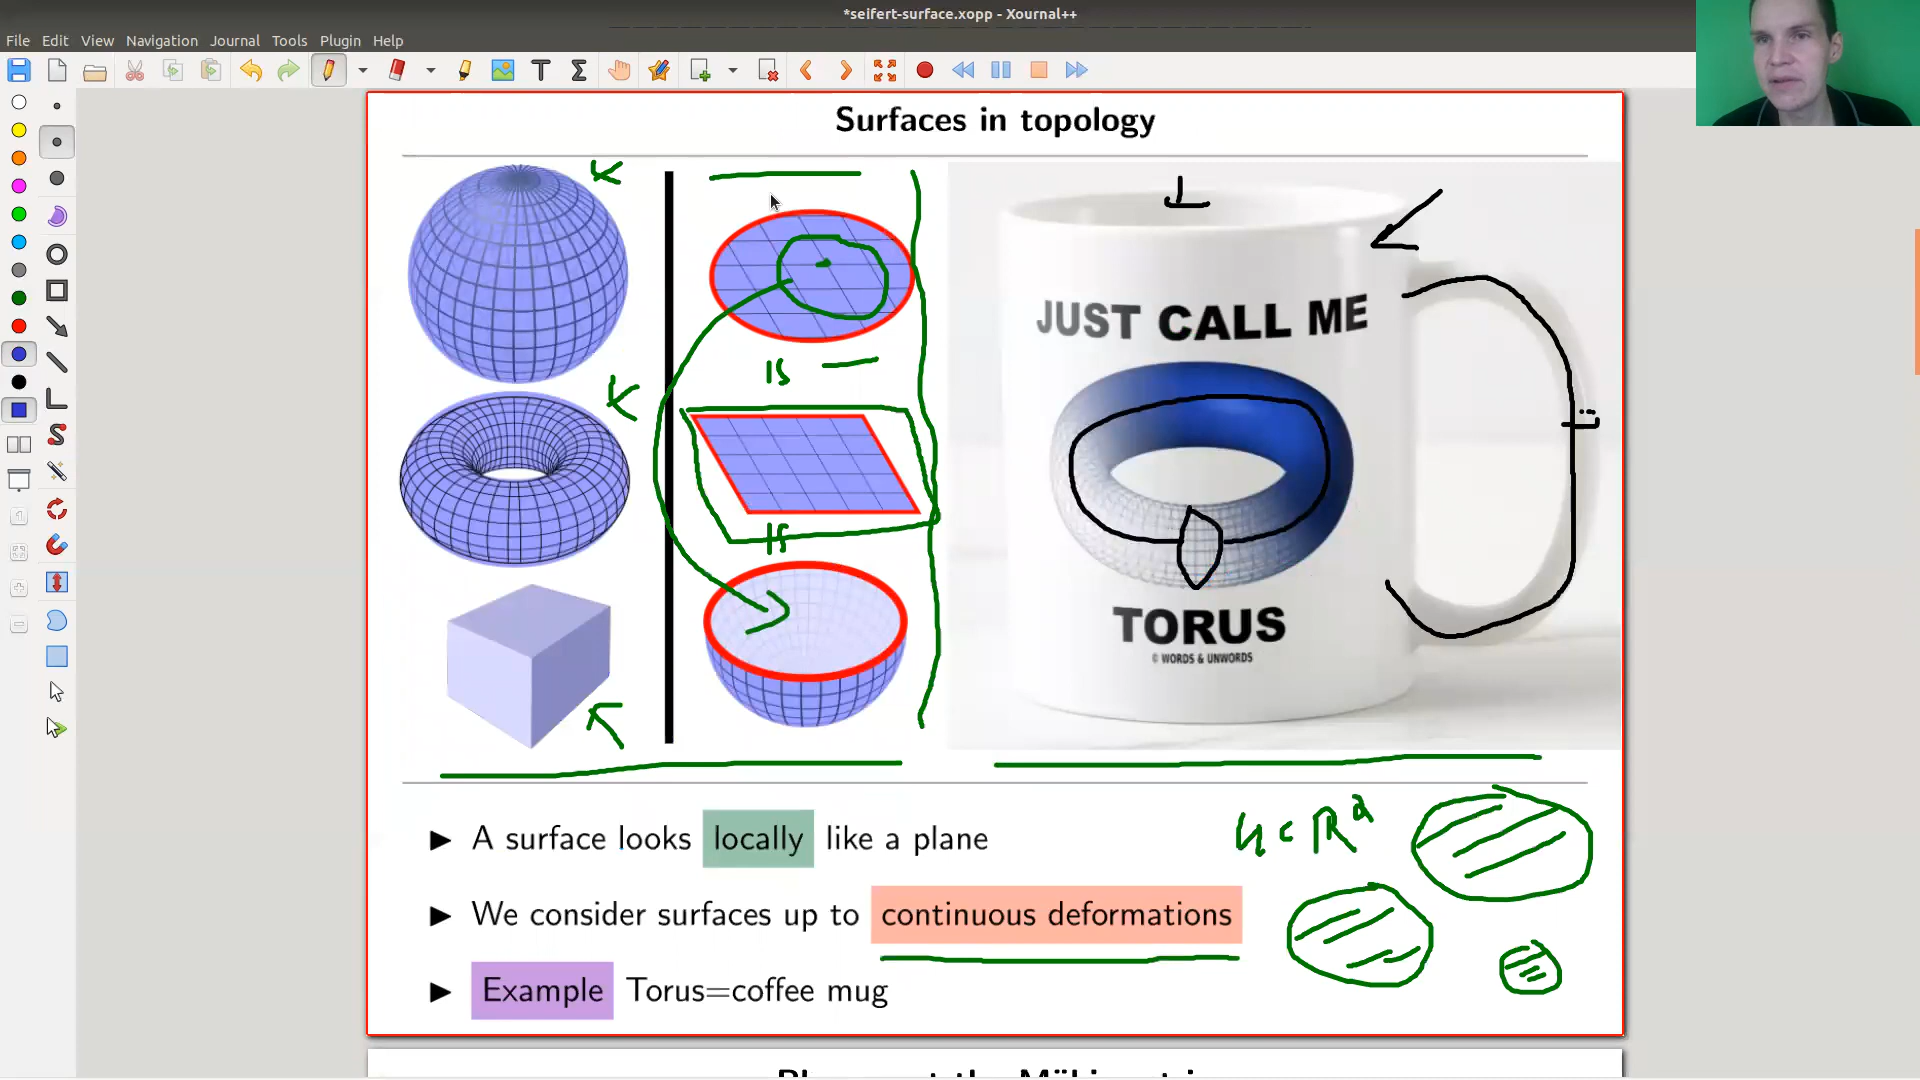 *seifert-surface.xopp - Xournal++
File Edit View Navigation Journal Tools Plugin Help
Surfaces in topology
JUST CALL ME
TORUS
© WORDS & UNWORDS
A surface looks locally like a plane
We consider surfaces up to continuous deformations
Example Torus=coffee mug